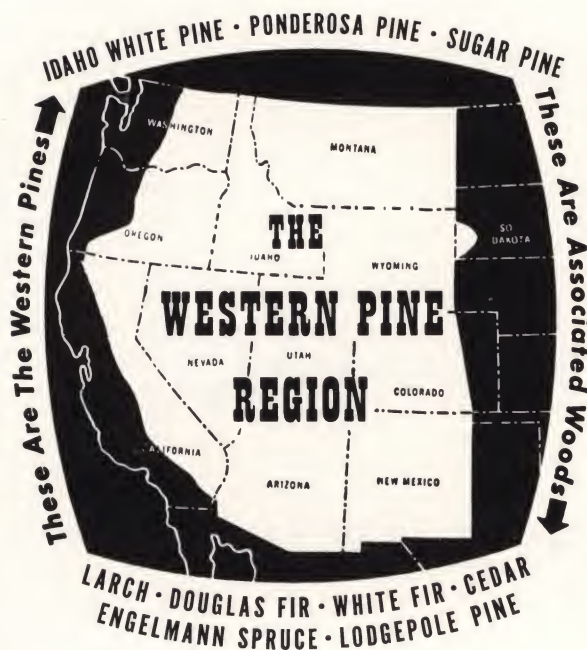 IDAHO WHITE PINE · PONDEROSA PINE · SUGAR PINE
These Are The Western Pines
These Are Associated Woods
WASHINGTON
MONTANA
OREGON
IDAHO
WYOMING
SO DAKOTA
THE
WESTERN PINE
REGION
NEVADA
UTAH
COLORADO
CALIFORNIA
ARIZONA
NEW MEXICO
LARCH · DOUGLAS FIR · WHITE FIR · CEDAR
ENGELMANN SPRUCE · LODGEPOLE PINE